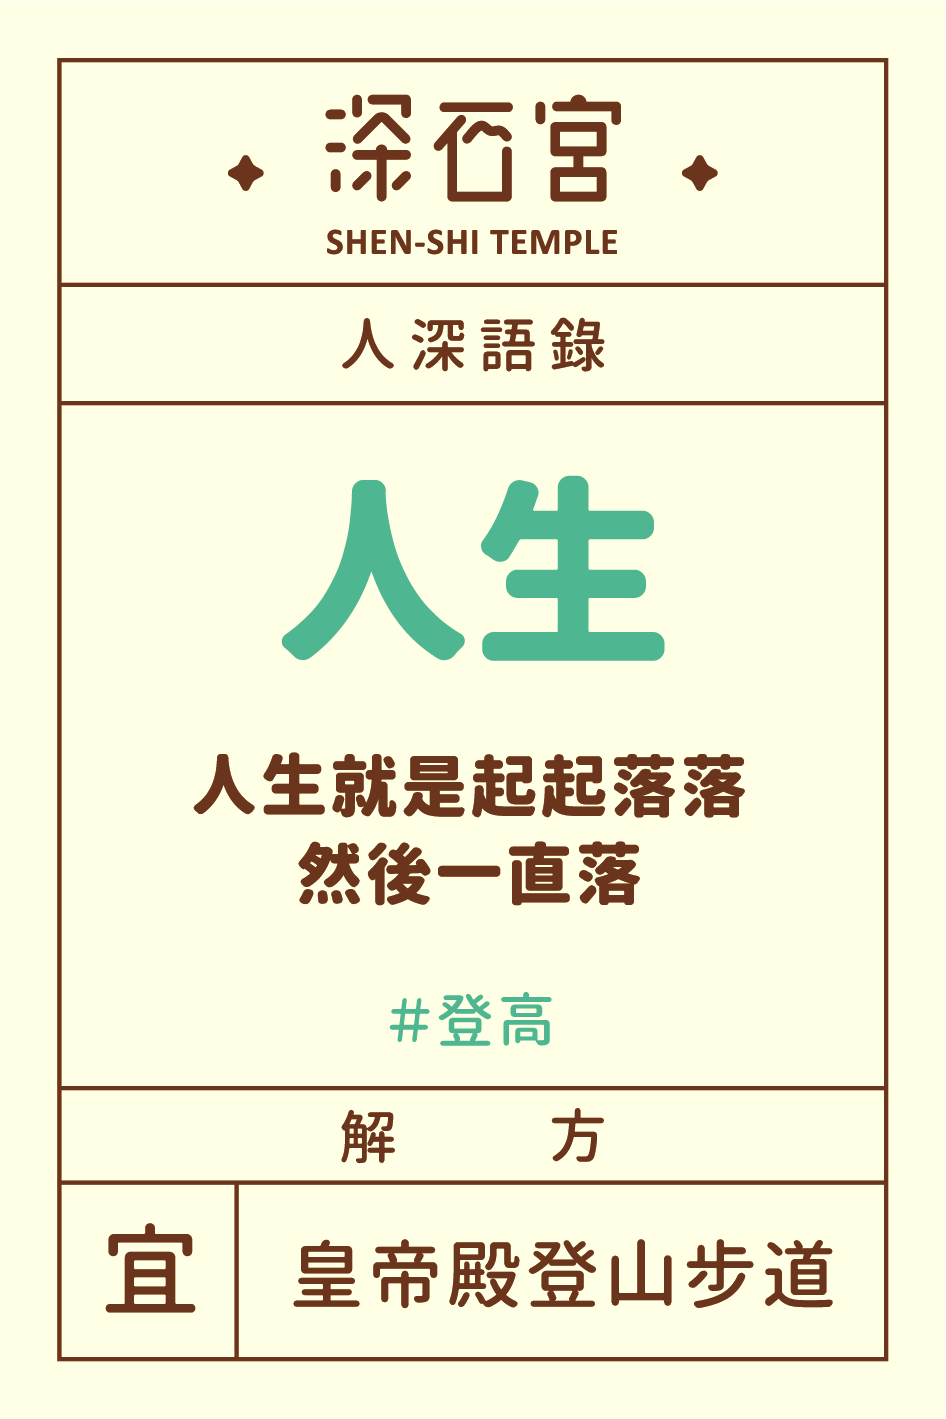 深石宮
SHEN-SHI TEMPLE
人深語錄
人生
人生就是起起落落
然後一直落
#登高
解方
宜
皇帝殿登山步道